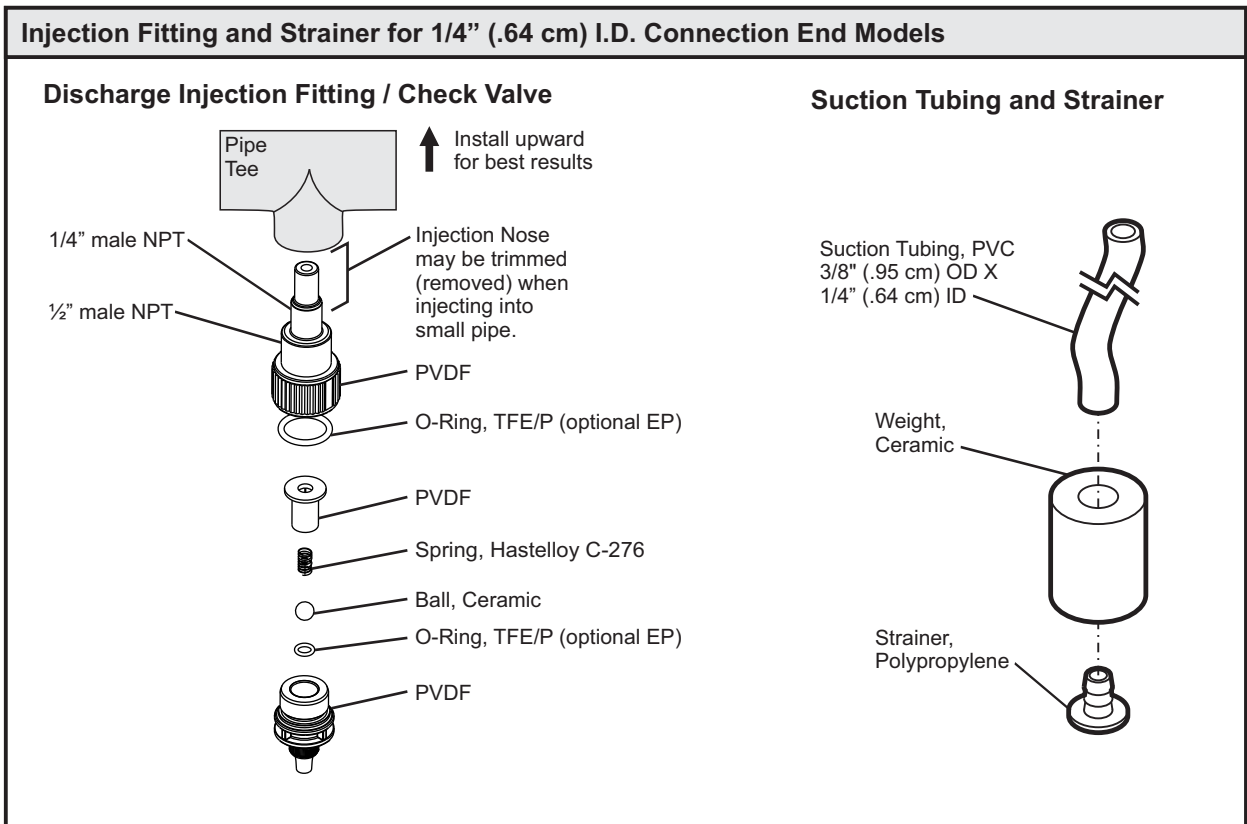 Injection Fitting and Strainer for 1/4” (.64 cm) I.D. Connection End Models
Discharge Injection Fitting / Check Valve
Pipe
Tee
Install upward
for best results
1/4” male NPT
½” male NPT
Injection Nose
may be trimmed
(removed) when
injecting into
small pipe.
PVDF
O-Ring, TFE/P (optional EP)
PVDF
Spring, Hastelloy C-276
Ball, Ceramic
O-Ring, TFE/P (optional EP)
PVDF
Suction Tubing and Strainer
Suction Tubing, PVC
3/8" (.95 cm) OD X
1/4” (.64 cm) ID
Weight,
Ceramic
Strainer,
Polypropylene